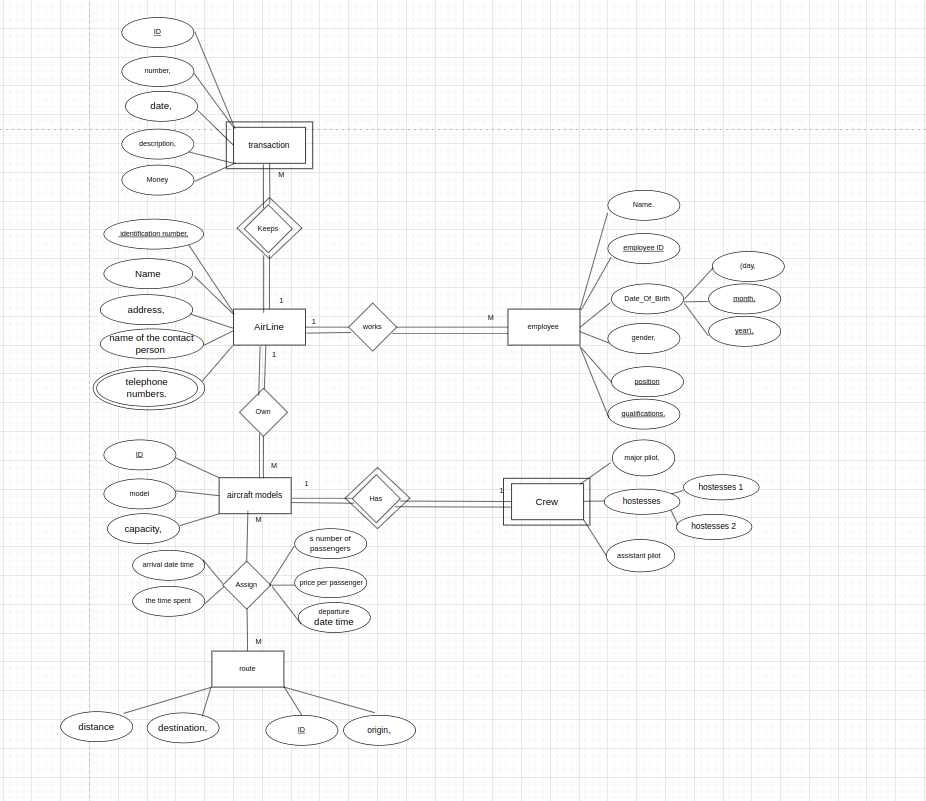 ID
number,
date,
description,
Money
transaction
M
Keeps
1
identification number,
Name
address,
name of the contact
person
telephone
numbers.
AirLine
1
works
M
employee
Name.
employee ID
Date_Of_Birth
(day,
month,
year),
gender,
position
qualifications.
1
Own
M
ID
model
capacity,
aircraft models
1
Has
1
Crew
major pilot,
hostesses
hostesses 1
hostesses 2
assistant pilot
M
arrival date time
the time spent
Assign
s number of
passengers
price per passenger
departure
date time
M
route
distance
destination,
ID
origin,